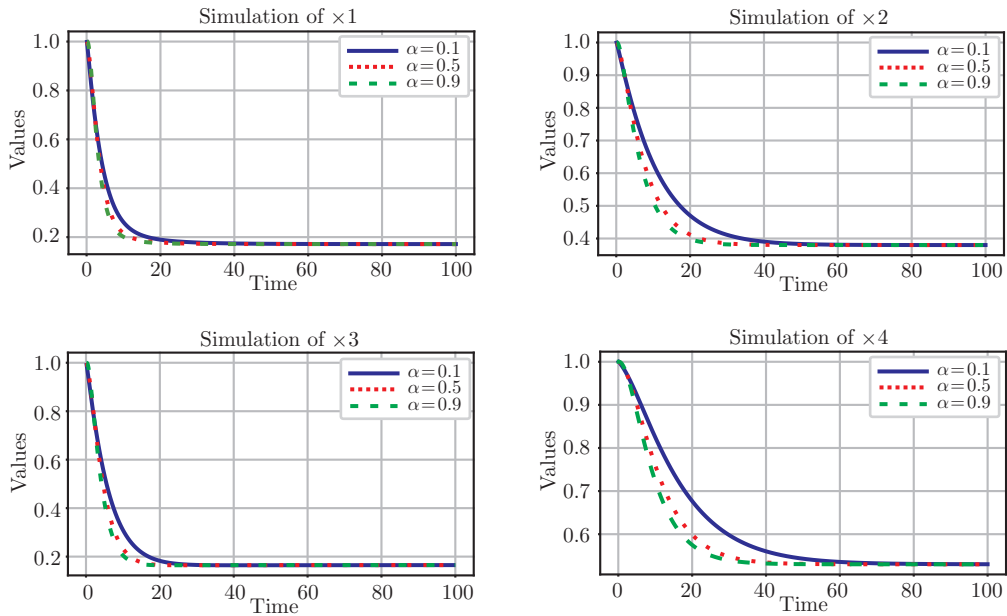 Simulation of ×1
Values
1.0
0.8
0.6
0.4
0.2
α=0.1
α=0.5
α=0.9
0 20 40 60 80 100
Time
Simulation of ×2
Values
1.0
0.9
0.8
0.7
0.6
0.5
0.4
α=0.1
α=0.5
α=0.9
0 20 40 60 80 100
Time
Simulation of ×3
Values
1.0
0.8
0.6
0.4
0.2
α=0.1
α=0.5
α=0.9
0 20 40 60 80 100
Time
Simulation of ×4
Values
1.0
0.9
0.8
0.7
0.6
α=0.1
α=0.5
α=0.9
0 20 40 60 80 100
Time